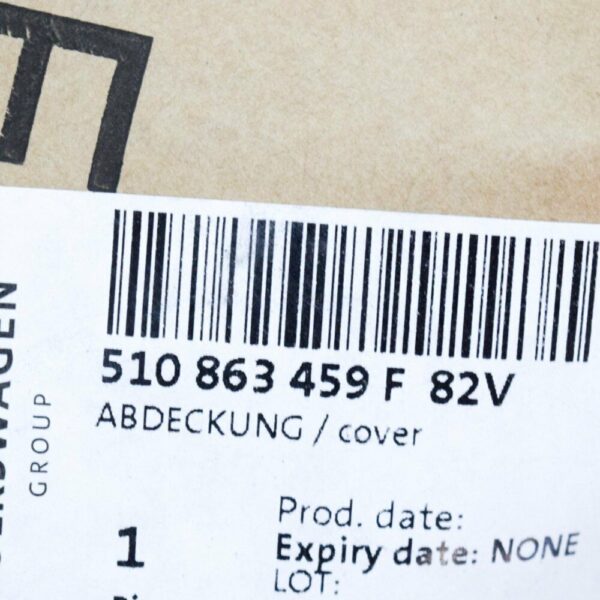 510 863 459 F 82V
ABDECKUNG / cover
GROUP
1
Prod. date:
Expiry date: NONE
LOT: